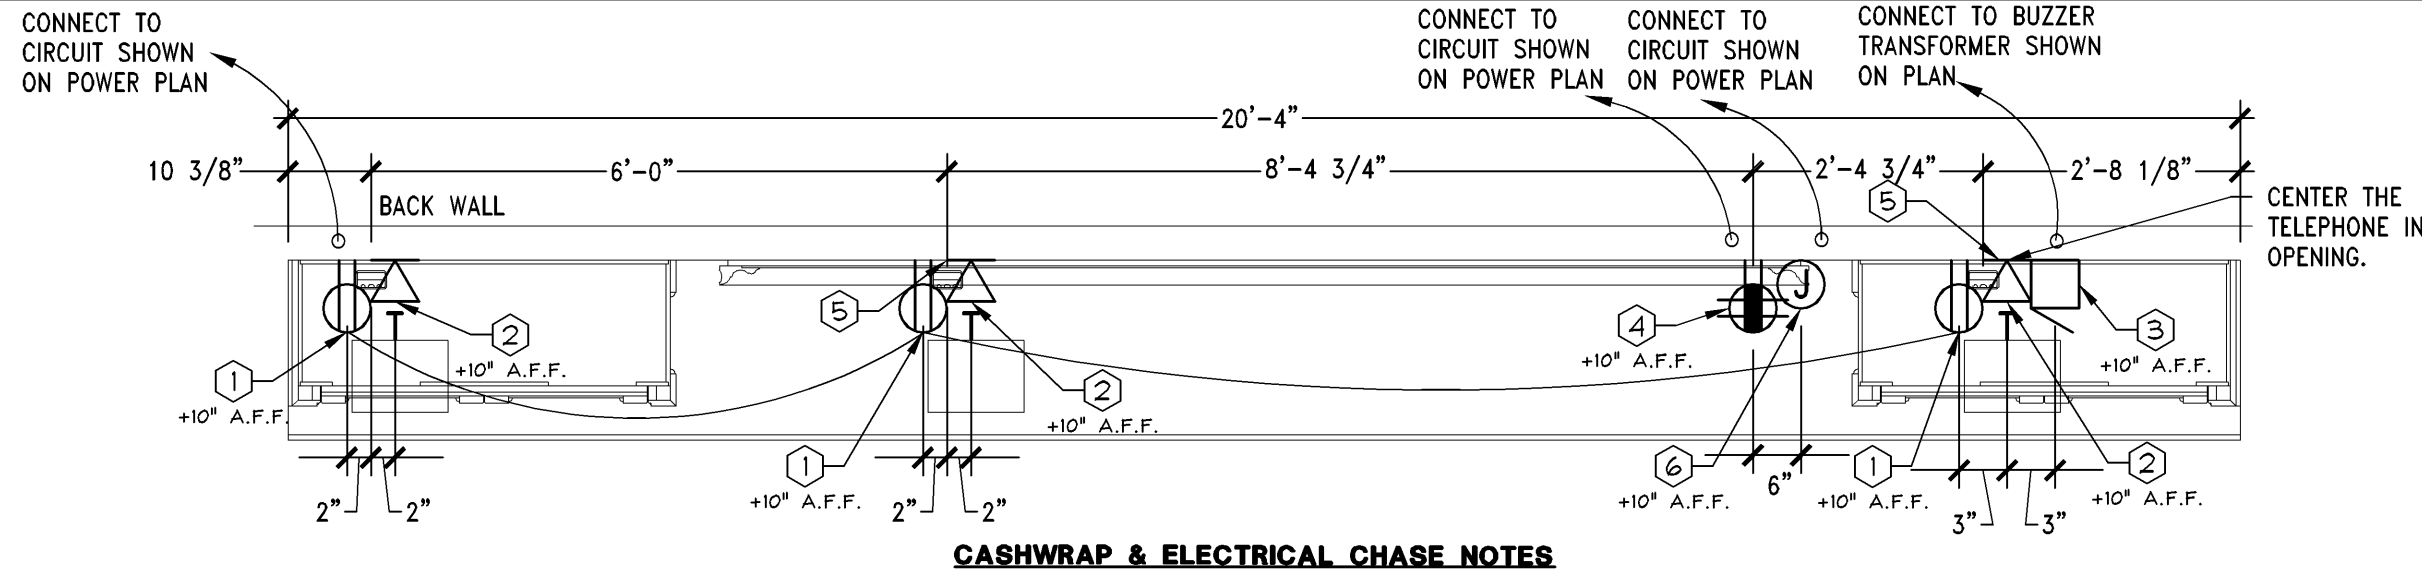 CONNECT TO
CIRCUIT SHOWN
ON POWER PLAN
CONNECT TO
CIRCUIT SHOWN
ON POWER PLAN
CONNECT TO
CIRCUIT SHOWN
ON POWER PLAN
CONNECT TO BUZZER
TRANSFORMER SHOWN
ON PLAN
20'-4"
10 3/8"
6'-0"
8'-4 3/4"
2'-4 3/4"
2'-8 1/8"
BACK WALL
5
CENTER THE
TELEPHONE IN
OPENING.
J
2
+10" A.F.F.
5
4
+10" A.F.F.
3
+10" A.F.F.
1
+10" A.F.F.
2
+10" A.F.F.
1
+10" A.F.F.
6
+10" A.F.F.
6"
1
+10" A.F.F.
2
+10" A.F.F.
2"
2"
2"
2"
3"
3"
CASHWRAP & ELECTRICAL CHASE NOTES